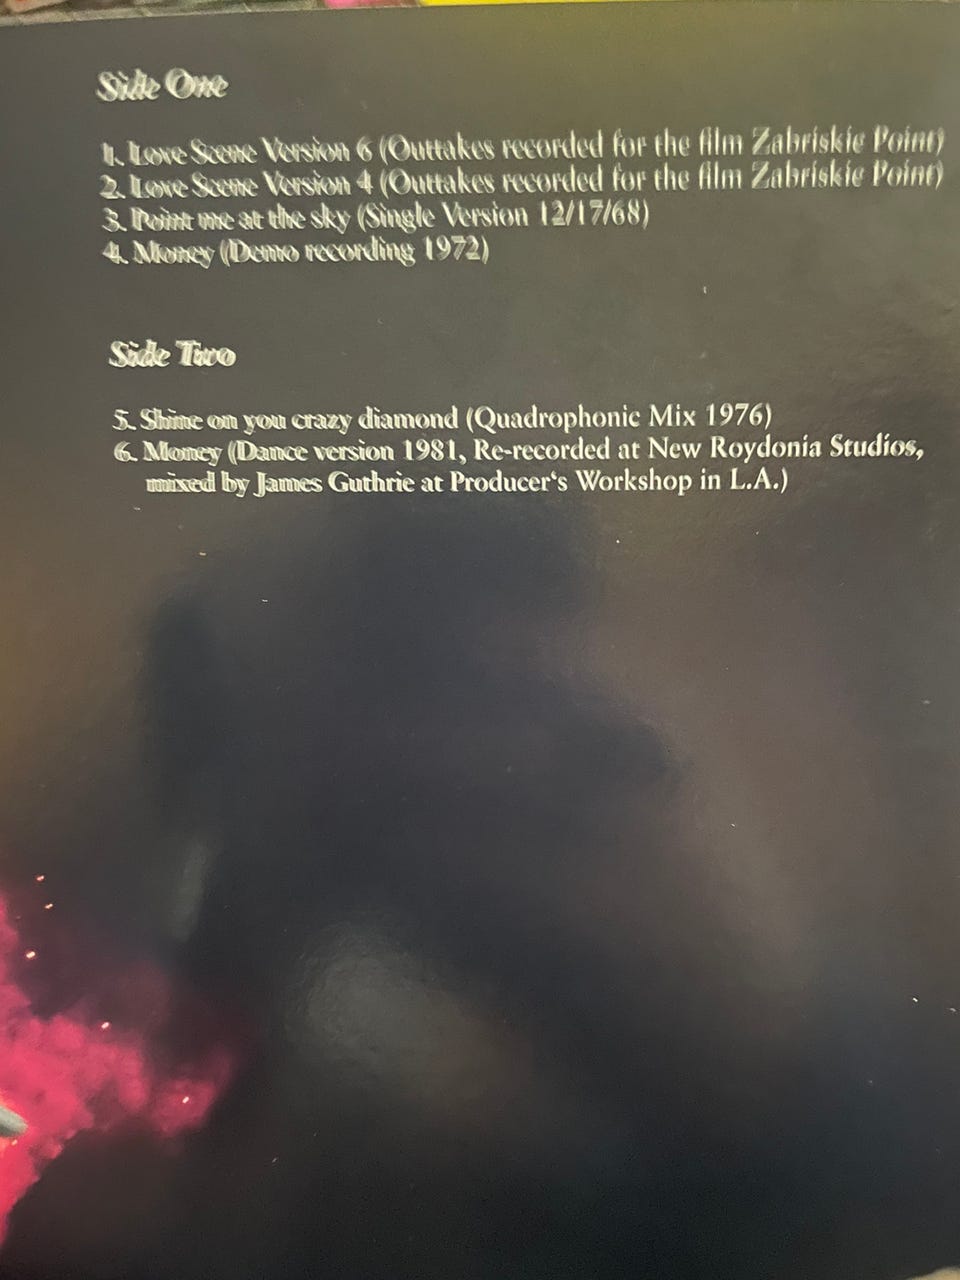 Side One
1. Love Scene Version 6 (Outtakes recorded for the film Zabriskie Point)
2. Love Scene Version 4 (Outtakes recorded for the film Zabriskie Point)
3. Point me at the sky (Single Version 12/17/68)
4. Money (Demo recording 1972)
Side Two
5. Shine on you crazy diamond (Quadrophonic Mix 1976)
6. Money (Dance version 1981, Re-recorded at New Roydonia Studios,
mixed by James Guthrie at Producer‘s Workshop in L.A.)